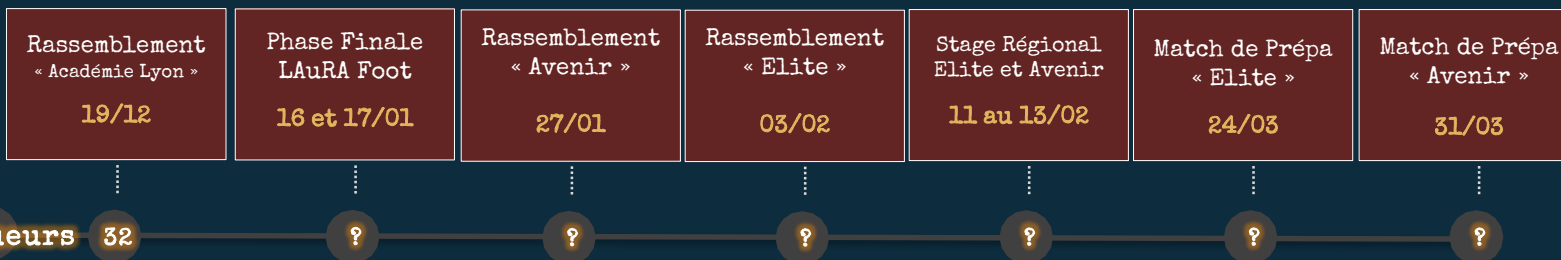 Rassemblement
« Académie Lyon »
19/12
Phase Finale
LAuRA Foot
16 et 17/01
Rassemblement
« Avenir »
27/01
Rassemblement
« Elite »
03/02
Stage Régional
Elite et Avenir
11 au 13/02
Match de Prépa
« Elite »
24/03
Match de Prépa
« Avenir »
31/03
eurs 32 ? ? ? ? ? ?